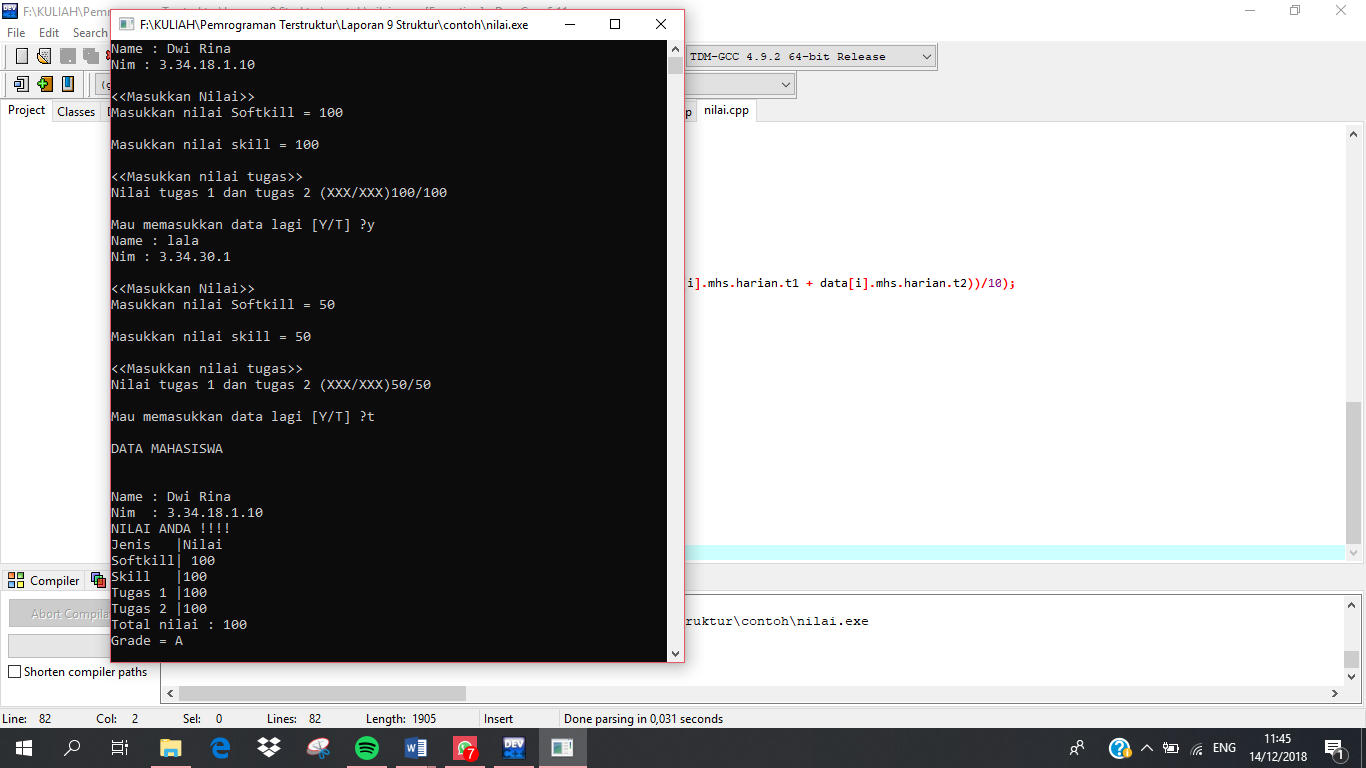 F:\KULIAH\Pemr
F:\KULIAH\Pemrograman Terstruktur\Laporan 9 Struktur\contoh\nilai.exe
File Edit Search
TDM-GCC 4.9.2 64-bit Release
Project Classes
nilai.cpp
Name : Dwi Rina
Nim : 3.34.18.1.10
<<Masukkan Nilai>>
Masukkan nilai Softkill = 100
Masukkan nilai skill = 100
<<Masukkan nilai tugas>>
Nilai tugas 1 dan tugas 2 (XXX/XXX)100/100
Mau memasukkan data lagi [Y/T] ?y
Name : lala
Nim : 3.34.30.1
<<Masukkan Nilai>>
Masukkan nilai Softkill = 50
Masukkan nilai skill = 50
<<Masukkan nilai tugas>>
Nilai tugas 1 dan tugas 2 (XXX/XXX)50/50
Mau memasukkan data lagi [Y/T] ?t
DATA MAHASISWA
Name : Dwi Rina
Nim  : 3.34.18.1.10
NILAI ANDA !!!!
Jenis   |Nilai
Softkill| 100
Skill   |100
Tugas 1 |100
Tugas 2 |100
Total nilai : 100
Grade = A
i].mhs.harian.t1 + data[i].mhs.harian.t2))/10);
Compiler
Abort Compila
Shorten compiler paths
ruktur\contoh\nilai.exe
Line: 82 Col: 2 Sel: 0 Lines: 82 Length: 1905 Insert Done parsing in 0,031 seconds
DEV
7
ENG
11:45
14/12/2018
1